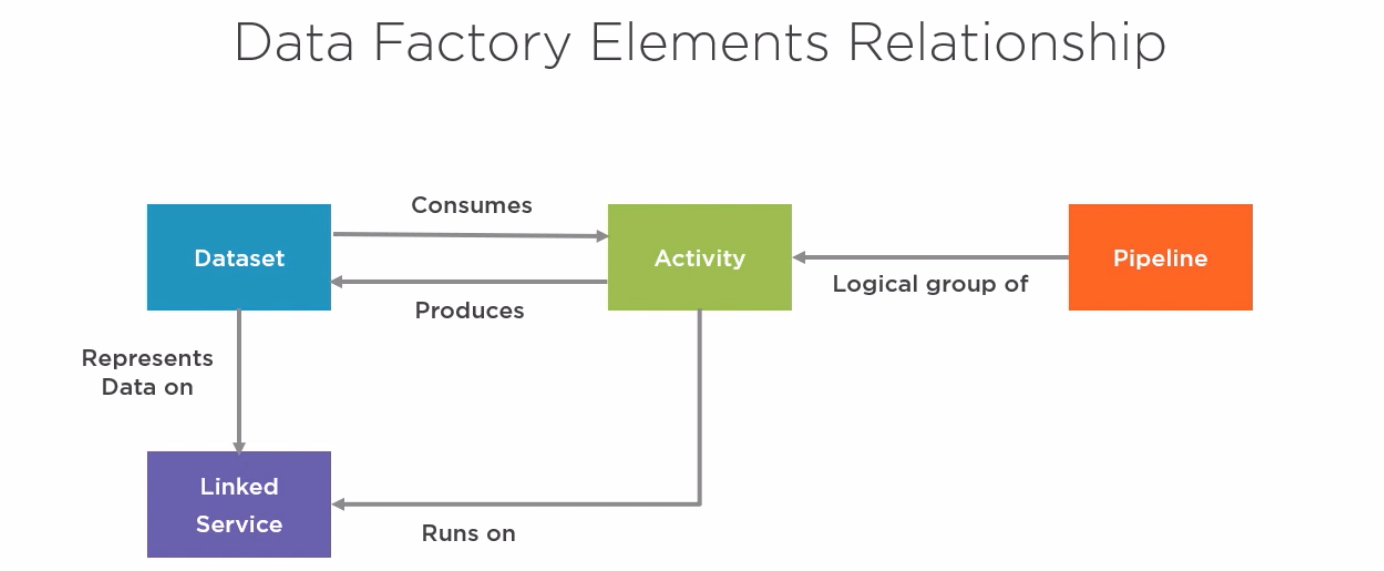 Data Factory Elements Relationship
Consumes
Dataset
Activity
Pipeline
Logical group of
Produces
Represents
Data on
Linked
Service
Runs on